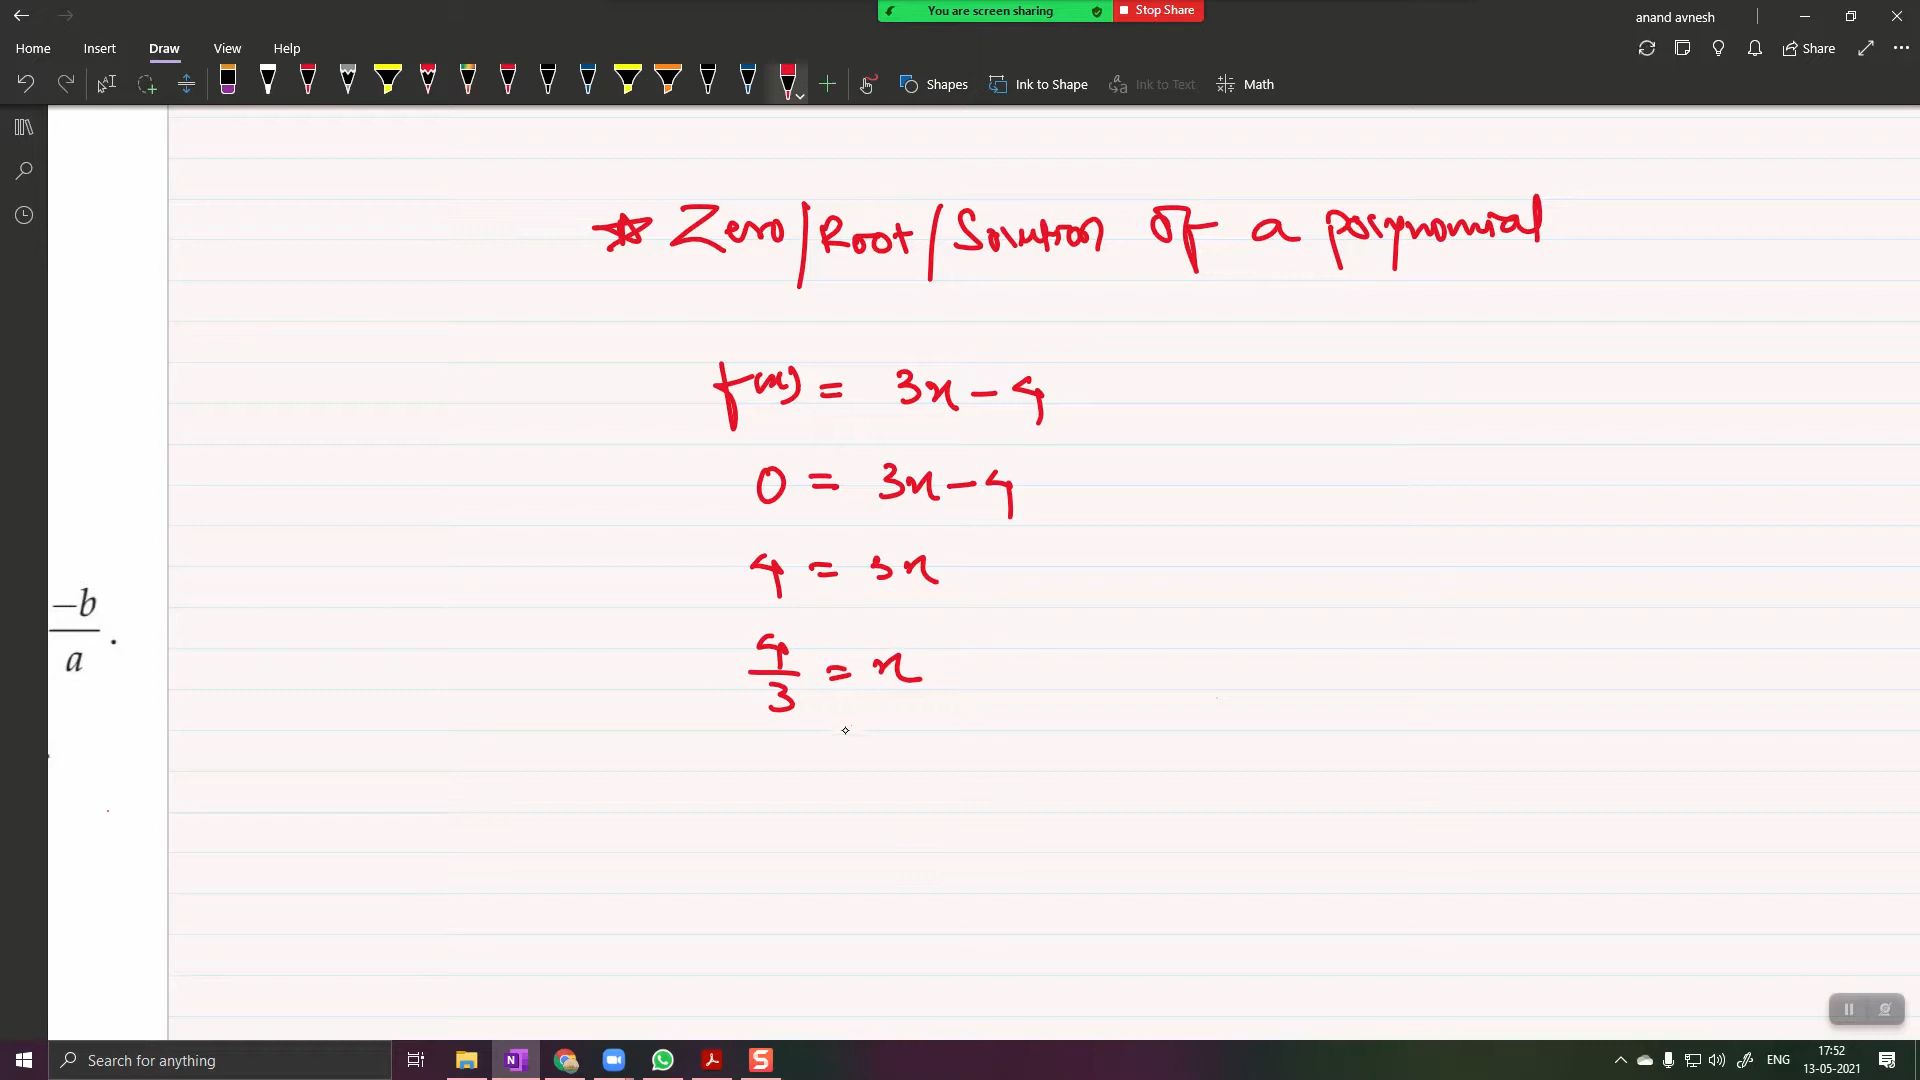 You are screen sharing
Stop Share
anand avnesh
Home Insert Draw View Help
Share
Shapes Ink to Shape Ink to Text Math
* Zero/Root/Solution of a polynomial
f(x) = 3x - 4
0 = 3x - 4
4 = 3x
4/3 = x
-b/a .
Search for anything
ENG
17:52
13-05-2021